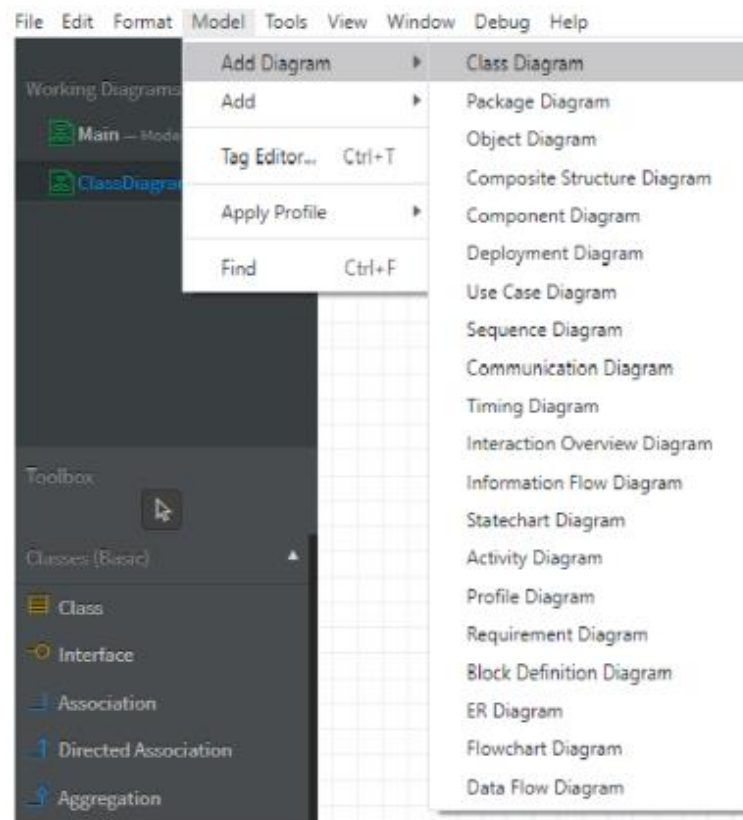 File Edit Format Model Tools View Window Debug Help
Working Diagrams
Main — Mode
ClassDiagram
Add Diagram
Add
Tag Editor... Ctrl+T
Apply Profile
Find Ctrl+F
Class Diagram
Package Diagram
Object Diagram
Composite Structure Diagram
Component Diagram
Deployment Diagram
Use Case Diagram
Sequence Diagram
Communication Diagram
Timing Diagram
Interaction Overview Diagram
Information Flow Diagram
Statechart Diagram
Activity Diagram
Profile Diagram
Requirement Diagram
Block Definition Diagram
ER Diagram
Flowchart Diagram
Data Flow Diagram
Toolbox
Classes (Basic)
Class
Interface
Association
Directed Association
Aggregation